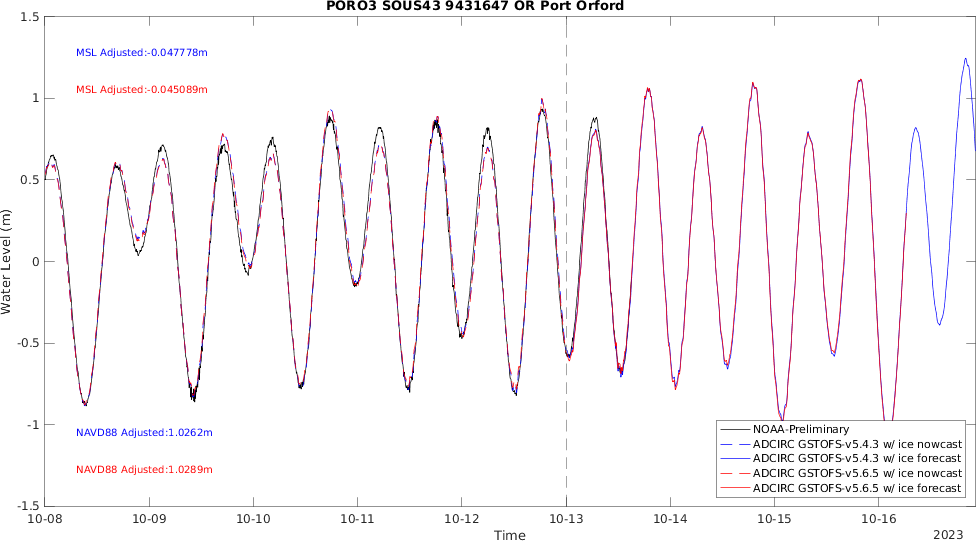 PORO3 SOUS43 9431647 OR Port Orford
1.5
1
0.5
0
-0.5
-1
-1.5
Water Level (m)
MSL Adjusted:-0.047778m
MSL Adjusted:-0.045089m
NAVD88 Adjusted:1.0262m
NAVD88 Adjusted:1.0289m
NOAA-Preliminary
ADCIRC GSTOFS-v5.4.3 w/ ice nowcast
ADCIRC GSTOFS-v5.4.3 w/ ice forecast
ADCIRC GSTOFS-v5.6.5 w/ ice nowcast
ADCIRC GSTOFS-v5.6.5 w/ ice forecast
10-08 10-09 10-10 10-11 10-12 10-13 10-14 10-15 10-16
Time
2023